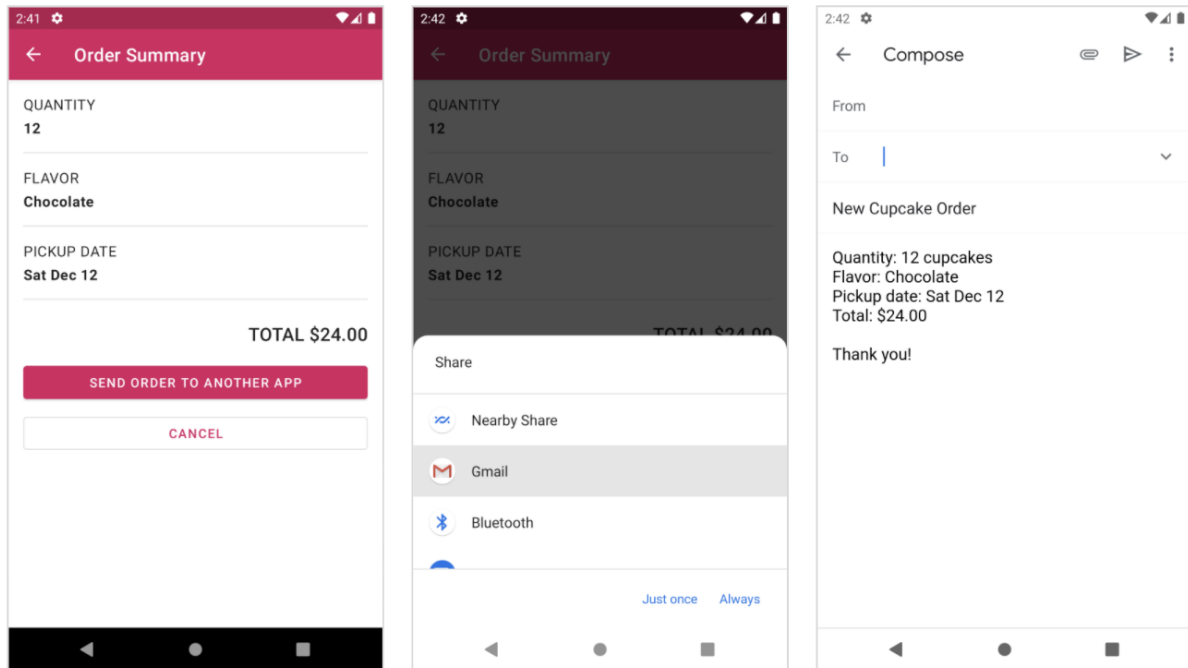 2:41
Order Summary
QUANTITY
12
FLAVOR
Chocolate
PICKUP DATE
Sat Dec 12
TOTAL $24.00
SEND ORDER TO ANOTHER APP
CANCEL
2:42
Order Summary
QUANTITY
12
FLAVOR
Chocolate
PICKUP DATE
Sat Dec 12
TOTAL $24.00
Share
Nearby Share
Gmail
Bluetooth
Just once Always
2:42
Compose
From
To
New Cupcake Order
Quantity: 12 cupcakes
Flavor: Chocolate
Pickup date: Sat Dec 12
Total: $24.00
Thank you!